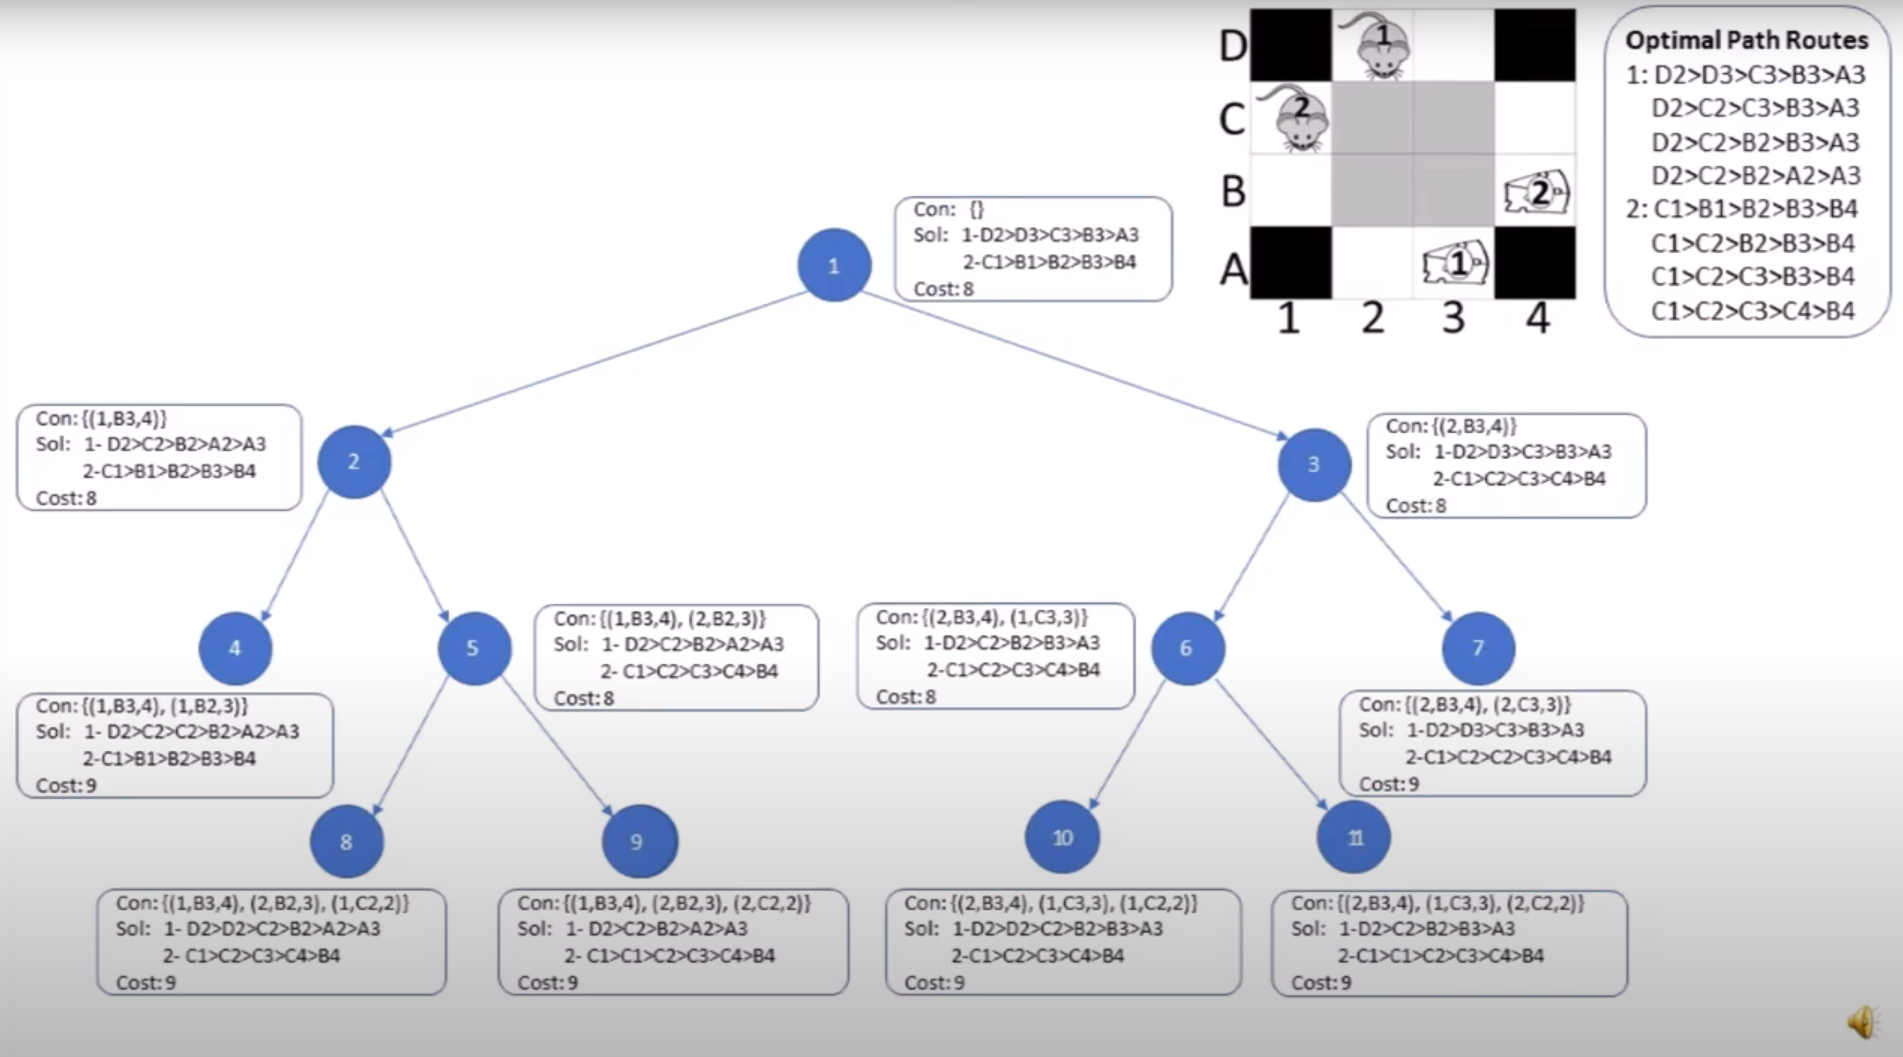 D
C
B
A
1
2
2
1
1 2 3 4
Optimal Path Routes
1: D2>D3>C3>B3>A3
D2>C2>C3>B3>A3
D2>C2>B2>B3>A3
D2>C2>B2>A2>A3
2: C1>B1>B2>B3>B4
C1>C2>B2>B3>B4
C1>C2>C3>B3>B4
C1>C2>C3>C4>B4
1
Con: {}
Sol: 1-D2>D3>C3>B3>A3
2-C1>B1>B2>B3>B4
Cost: 8
Con: {(1,B3,4)}
Sol: 1- D2>C2>B2>A2>A3
2-C1>B1>B2>B3>B4
Cost: 8
2
3
Con: {(2,B3,4)}
Sol: 1-D2>D3>C3>B3>A3
2-C1>C2>C3>C4>B4
Cost: 8
4
Con: {(1,B3,4), (1,B2,3)}
Sol: 1- D2>C2>C2>B2>A2>A3
2-C1>B1>B2>B3>B4
Cost: 9
5
Con: {(1,B3,4), (2,B2,3)}
Sol: 1- D2>C2>B2>A2>A3
2- C1>C2>C3>C4>B4
Cost: 8
Con: {(2,B3,4), (1,C3,3)}
Sol: 1-D2>C2>B2>B3>A3
2-C1>C2>C3>C4>B4
Cost: 8
6
7
Con: {(2,B3,4), (2,C3,3)}
Sol: 1-D2>D3>C3>B3>A3
2-C1>C2>C2>C3>C4>B4
Cost: 9
8
Con: {(1,B3,4), (2,B2,3), (1,C2,2)}
Sol: 1- D2>D2>C2>B2>A2>A3
2- C1>C2>C3>C4>B4
Cost: 9
9
Con: {(1,B3,4), (2,B2,3), (2,C2,2)}
Sol: 1- D2>C2>B2>A2>A3
2- C1>C1>C2>C3>C4>B4
Cost: 9
10
Con: {(2,B3,4), (1,C3,3), (1,C2,2)}
Sol: 1-D2>D2>C2>B2>B3>A3
2-C1>C2>C3>C4>B4
Cost: 9
11
Con: {(2,B3,4), (1,C3,3), (2,C2,2)}
Sol: 1-D2>C2>B2>B3>A3
2-C1>C1>C2>C3>C4>B4
Cost: 9